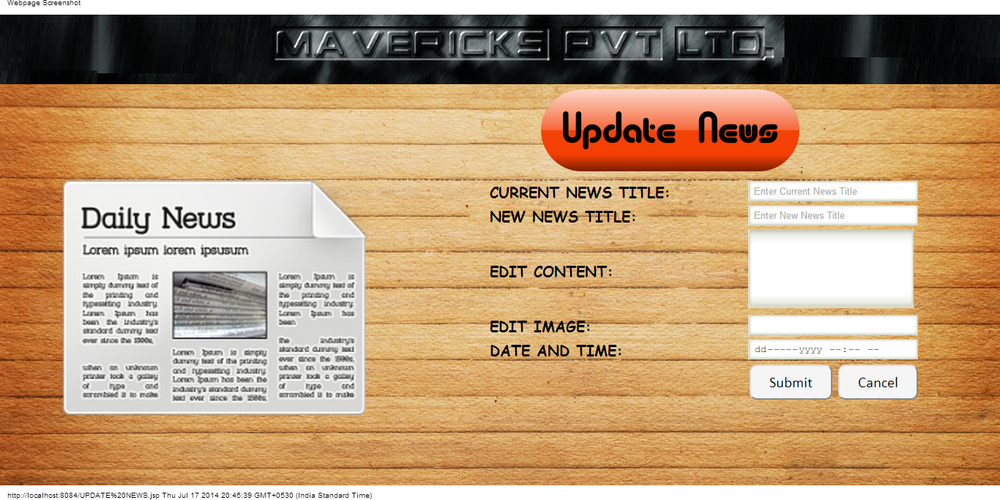 Webpage Screenshot
MAVERICKS PVT LTD.
Update News
:
Daily News
Lorem ipsum lorem ipsusum
Lorem Ipsum is
simply dummy text of
the printing and
typesetting industry.
Lorem Ipsum has
been the industry's
standard dummy text
ever since the 1500s,
when an unknown
printer took a galley
of type and
scrambled it to make
Lorem Ipsum is simply
dummy text of the printing
and typesetting industry.
Lorem Ipsum has been the
industry's standard dummy
text ever since the 1500s,
Lorem Ipsum is
simply dummy text of
the printing and
typesetting industry.
Lorem Ipsum has
been
the industry's
standard dummy text
ever since the 1500s,
when an unknown
printer took a galley
of type and
scrambled it to make
CURRENT NEWS TITLE:
Enter Current News Title
NEW NEWS TITLE:
Enter New News Title
EDIT CONTENT:
EDIT IMAGE:
DATE AND TIME:
dd-----yyyy --:-- --
Submit
Cancel
http://localhost:8084/UPDATE%20NEWS.jsp Thu Jul 17 2014 20:45:39 GMT+0530 (India Standard Time)